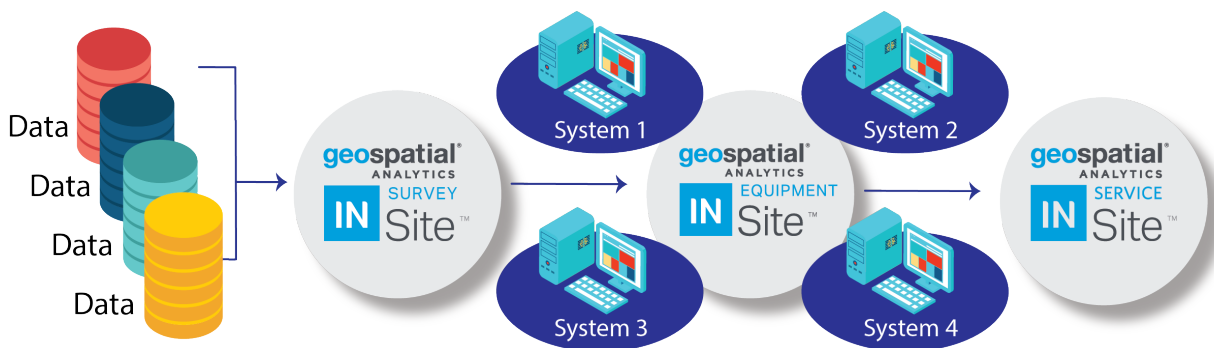 Data
Data
Data
Data
geospatial®
ANALYTICS
IN SURVEY
Site™
System 1
System 3
geospatial®
ANALYTICS
IN EQUIPMENT
Site™
System 2
System 4
geospatial®
ANALYTICS
IN SERVICE
Site™